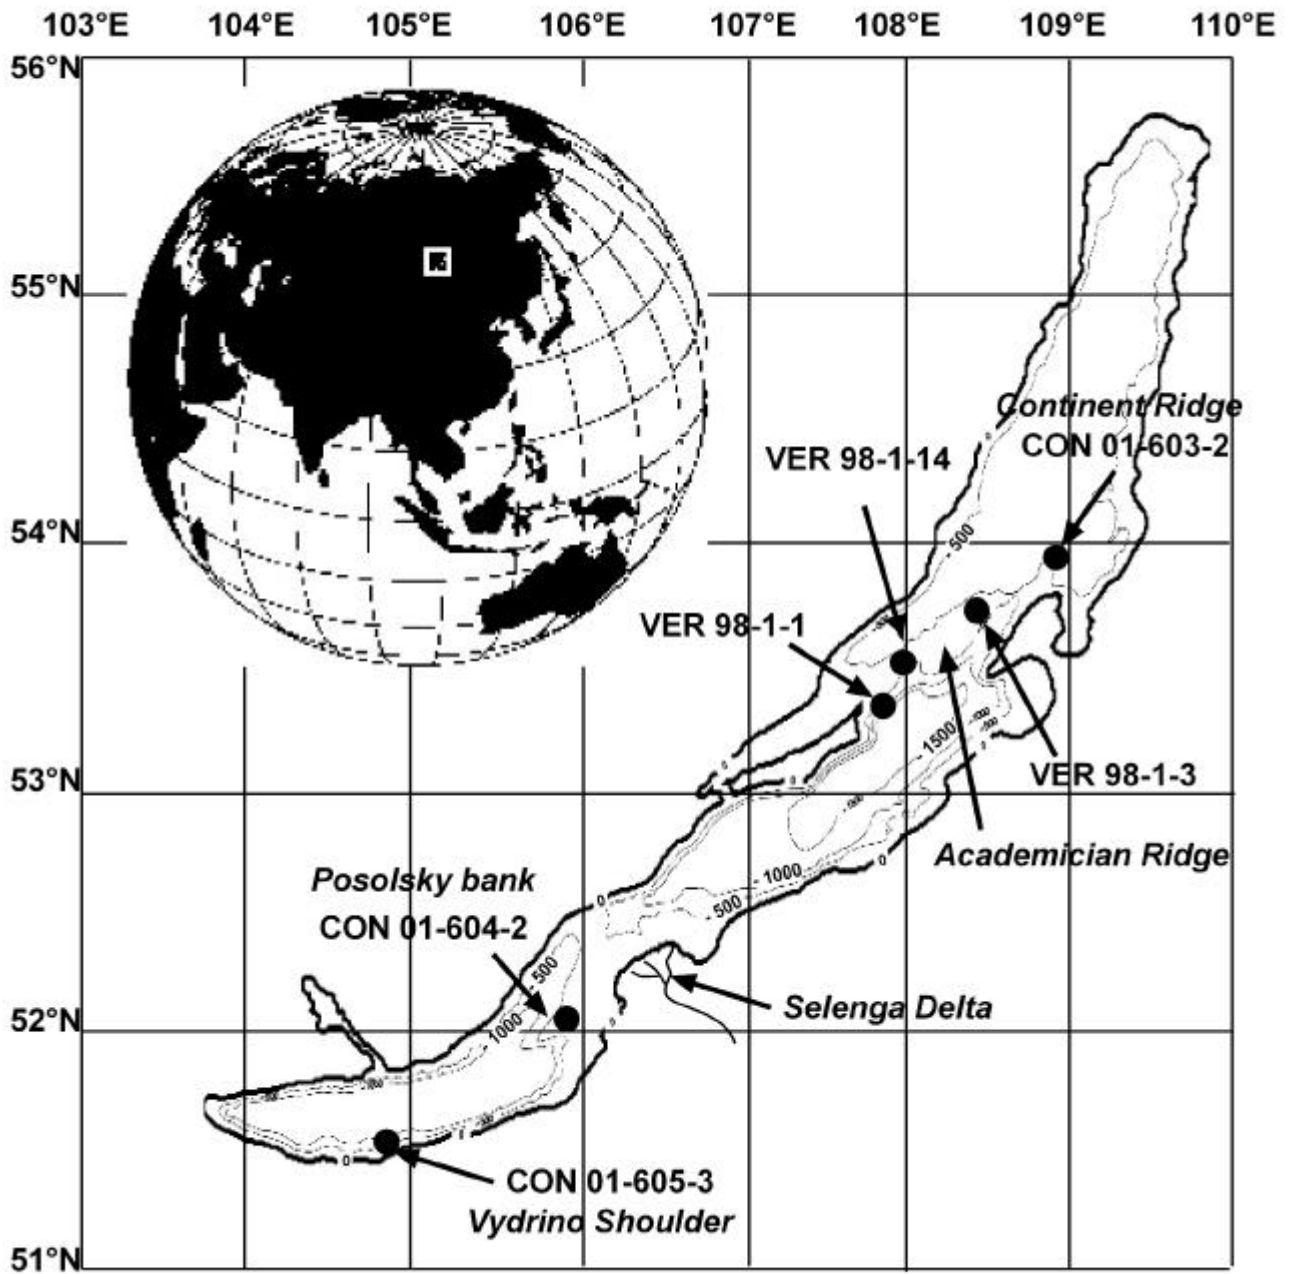 103°E 104°E 105°E 106°E 107°E 108°E 109°E 110°E
56°N
55°N
Continent Ridge
CON 01-603-2
VER 98-1-14
54°N
500
VER 98-1-1
1500
1000
VER 98-1-3
53°N
Academician Ridge
1000
500
0
0
Posolsky bank
CON 01-604-2
500
Selenga Delta
52°N
1000
0
CON 01-605-3
Vydrino Shoulder
51°N